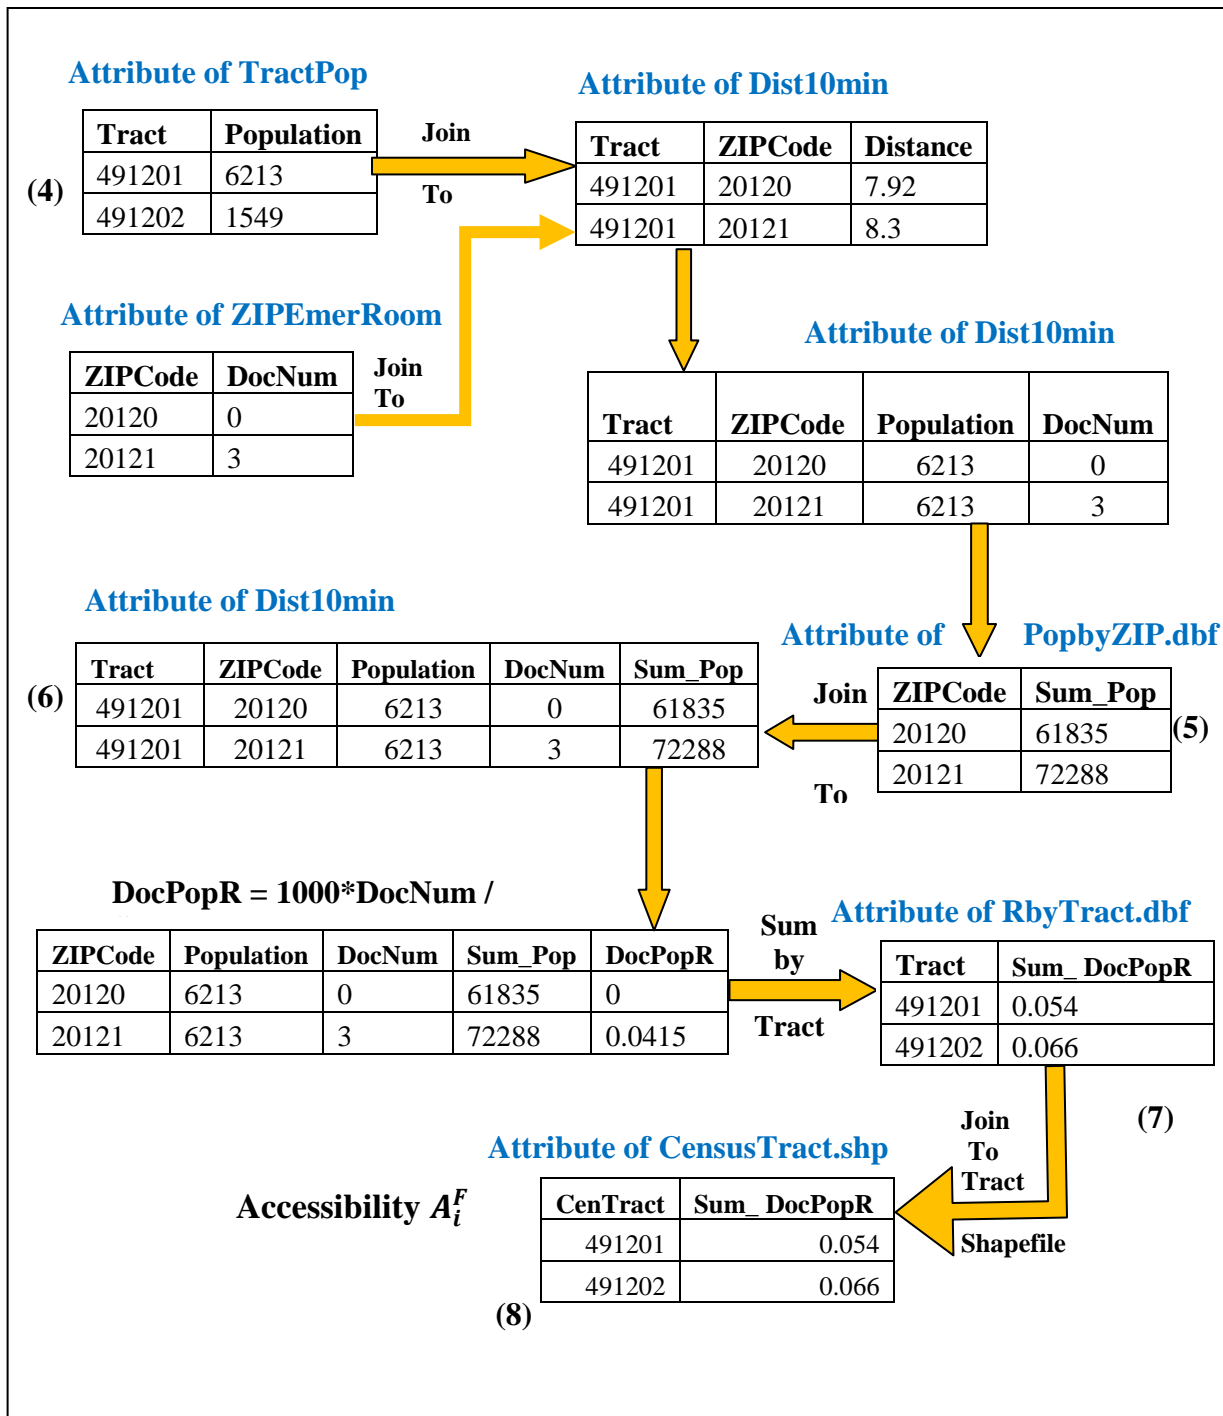 Attribute of TractPop
Tract Population
491201 6213
491202 1549
(4)
Join
To
Attribute of Dist10min
Tract ZIPCode Distance
491201 20120 7.92
491201 20121 8.3
Attribute of ZIPEmerRoom
ZIPCode DocNum
20120 0
20121 3
Join
To
Attribute of Dist10min
Tract ZIPCode Population DocNum
491201 20120 6213 0
491201 20121 6213 3
Attribute of PopbyZIP.dbf
ZIPCode Sum_Pop
20120 61835
20121 72288
(5)
Join
To
Attribute of Dist10min
(6)
Tract ZIPCode Population DocNum Sum_Pop
491201 20120 6213 0 61835
491201 20121 6213 3 72288
DocPopR = 1000*DocNum /
ZIPCode Population DocNum Sum_Pop DocPopR
20120 6213 0 61835 0
20121 6213 3 72288 0.0415
Sum
by
Tract
Attribute of RbyTract.dbf
Tract Sum_ DocPopR
491201 0.054
491202 0.066
(7)
Join
To
Tract
Shapefile
Attribute of CensusTract.shp
Accessibility $A_i^F$
CenTract Sum_ DocPopR
491201 0.054
491202 0.066
(8)